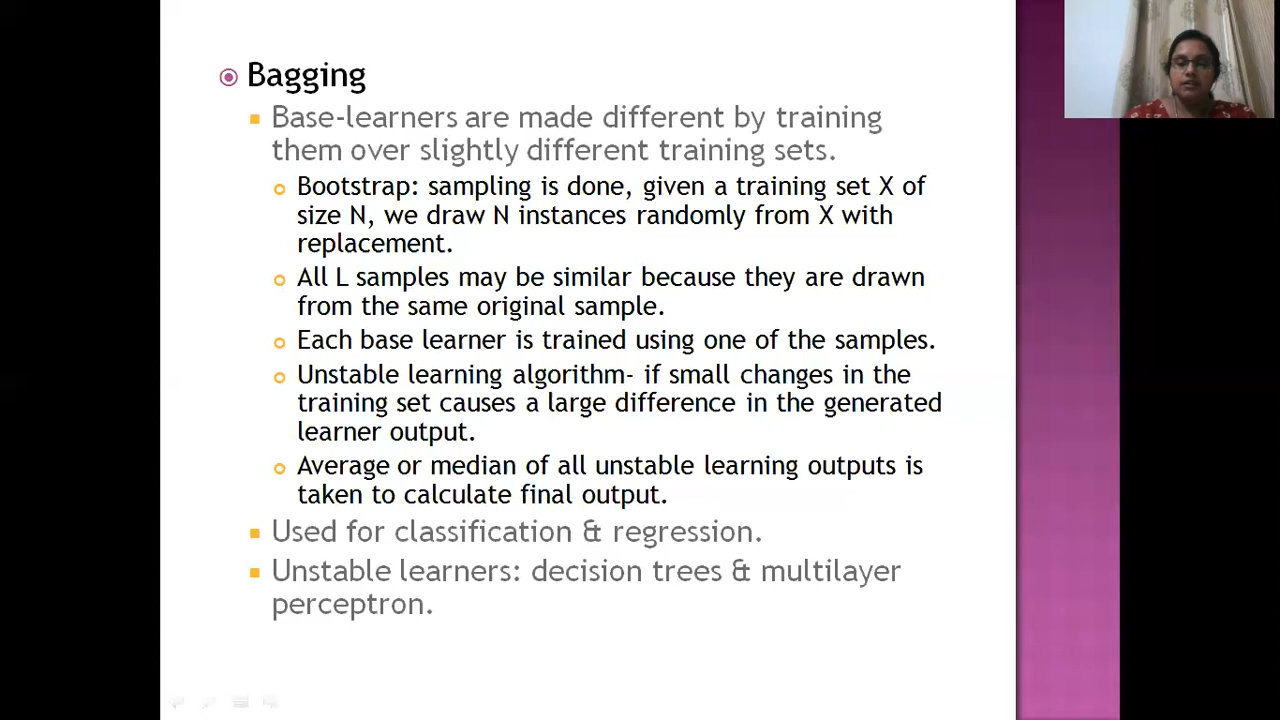 Bagging
Base-learners are made different by training
them over slightly different training sets.
Bootstrap: sampling is done, given a training set X of
size N, we draw N instances randomly from X with
replacement.
All L samples may be similar because they are drawn
from the same original sample.
Each base learner is trained using one of the samples.
Unstable learning algorithm- if small changes in the
training set causes a large difference in the generated
learner output.
Average or median of all unstable learning outputs is
taken to calculate final output.
Used for classification & regression.
Unstable learners: decision trees & multilayer
perceptron.